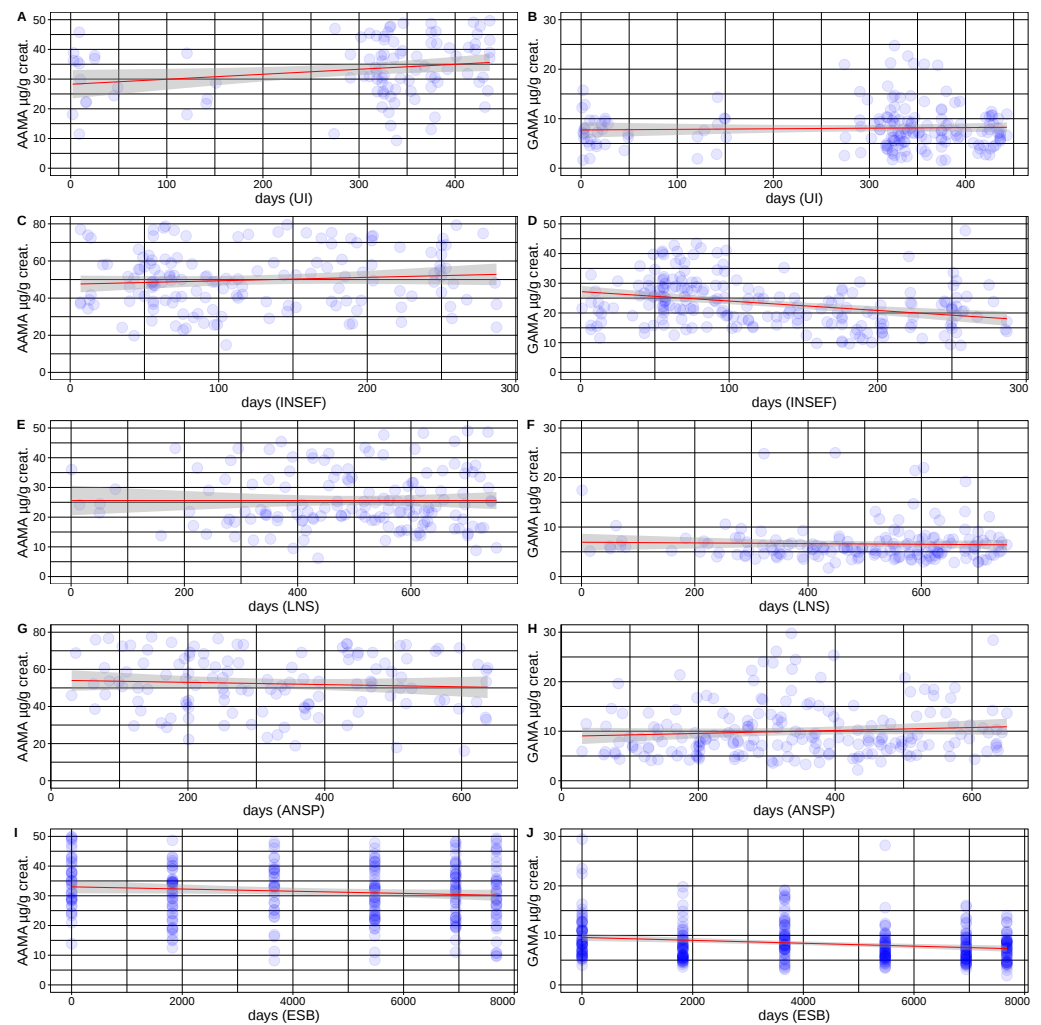 A
AAMA µg/g creat.
50
40
30
20
10
0
0 100 200 300 400
days (UI)
B
GAMA µg/g creat.
30
20
10
0
0 100 200 300 400
days (UI)
C
AAMA µg/g creat.
80
60
40
20
0
0 100 200 300
days (INSEF)
D
GAMA µg/g creat.
50
40
30
20
10
0
0 100 200 300
days (INSEF)
E
AAMA µg/g creat.
50
40
30
20
10
0
0 200 400 600
days (LNS)
F
GAMA µg/g creat.
30
20
10
0
0 200 400 600
days (LNS)
G
AAMA µg/g creat.
80
60
40
20
0
0 200 400 600
days (ANSP)
H
GAMA µg/g creat.
30
20
10
0
0 200 400 600
days (ANSP)
I
AAMA µg/g creat.
50
40
30
20
10
0
0 2000 4000 6000 8000
days (ESB)
J
GAMA µg/g creat.
30
20
10
0
0 2000 4000 6000 8000
days (ESB)